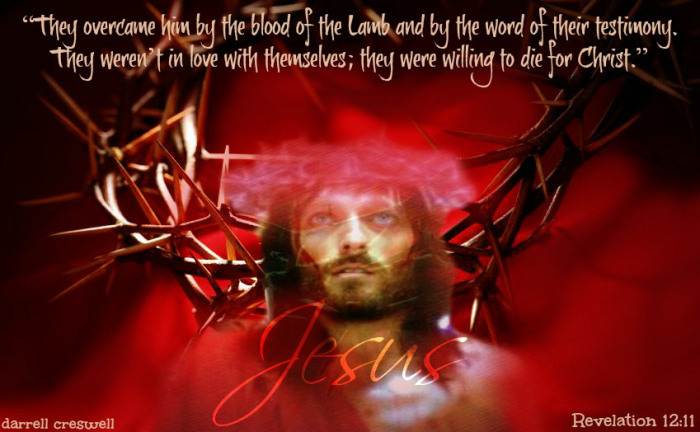 “They overcame him by the blood of the Lamb and by the word of their testimony.
They weren’t in love with themselves; they were willing to die for Christ.”
Jesus
darrell creswell
Revelation 12:11